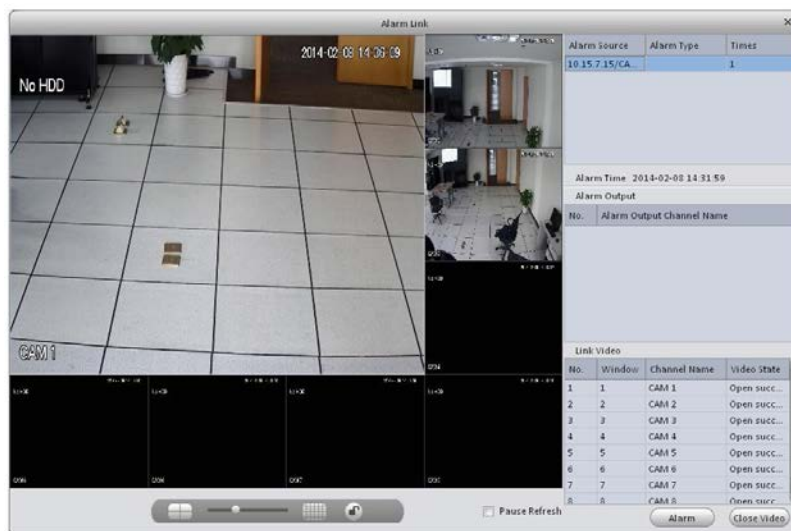 Alarm Link
2014-02-08 14:06:09
No HDD
CAM 1
Alarm Source Alarm Type Times
10.15.7.15/CA... 1
Alarm Time 2014-02-08 14:31:59
Alarm Output
No. Alarm Output Channel Name
Link Video
No. Window Channel Name Video State
1 1 CAM 1 Open succ...
2 2 CAM 2 Open succ...
3 3 CAM 3 Open succ...
4 4 CAM 4 Open succ...
5 5 CAM 5 Open succ...
6 6 CAM 6 Open succ...
7 7 CAM 7 Open succ...
8 8 CAM 8 Open succ...
Pause Refresh
Alarm
Close Video